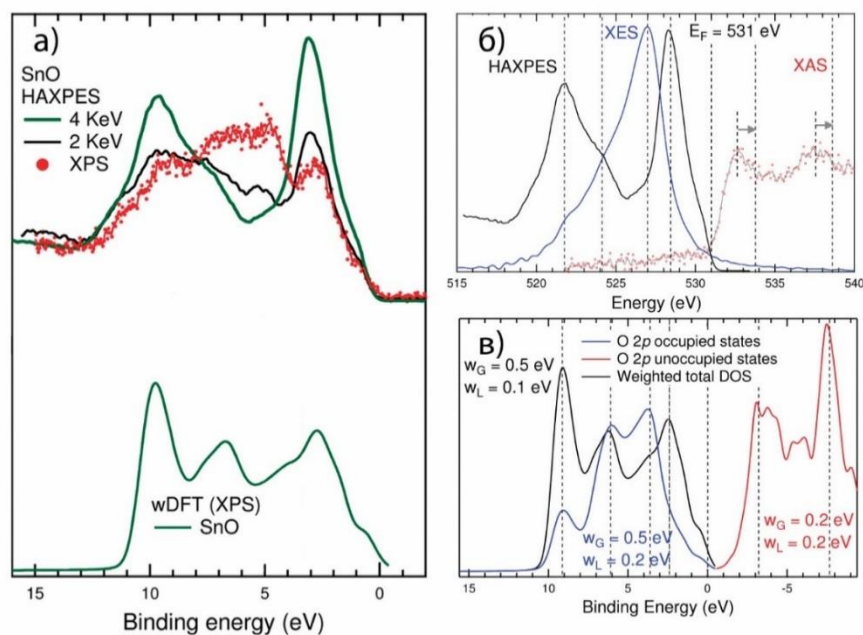 а)
SnO
HAXPES
4 KeV
2 KeV
XPS
wDFT (XPS)
SnO
15 10 5 0
Binding energy (eV)
б)
XES
E_F = 531 eV
HAXPES
XAS
515 520 525 530 535 540
Energy (eV)
в)
O 2p occupied states
O 2p unoccupied states
Weighted total DOS
w_G = 0.5 eV
w_L = 0.1 eV
w_G = 0.5 eV
w_L = 0.2 eV
w_G = 0.2 eV
w_L = 0.2 eV
15 10 5 0 -5
Binding Energy (eV)